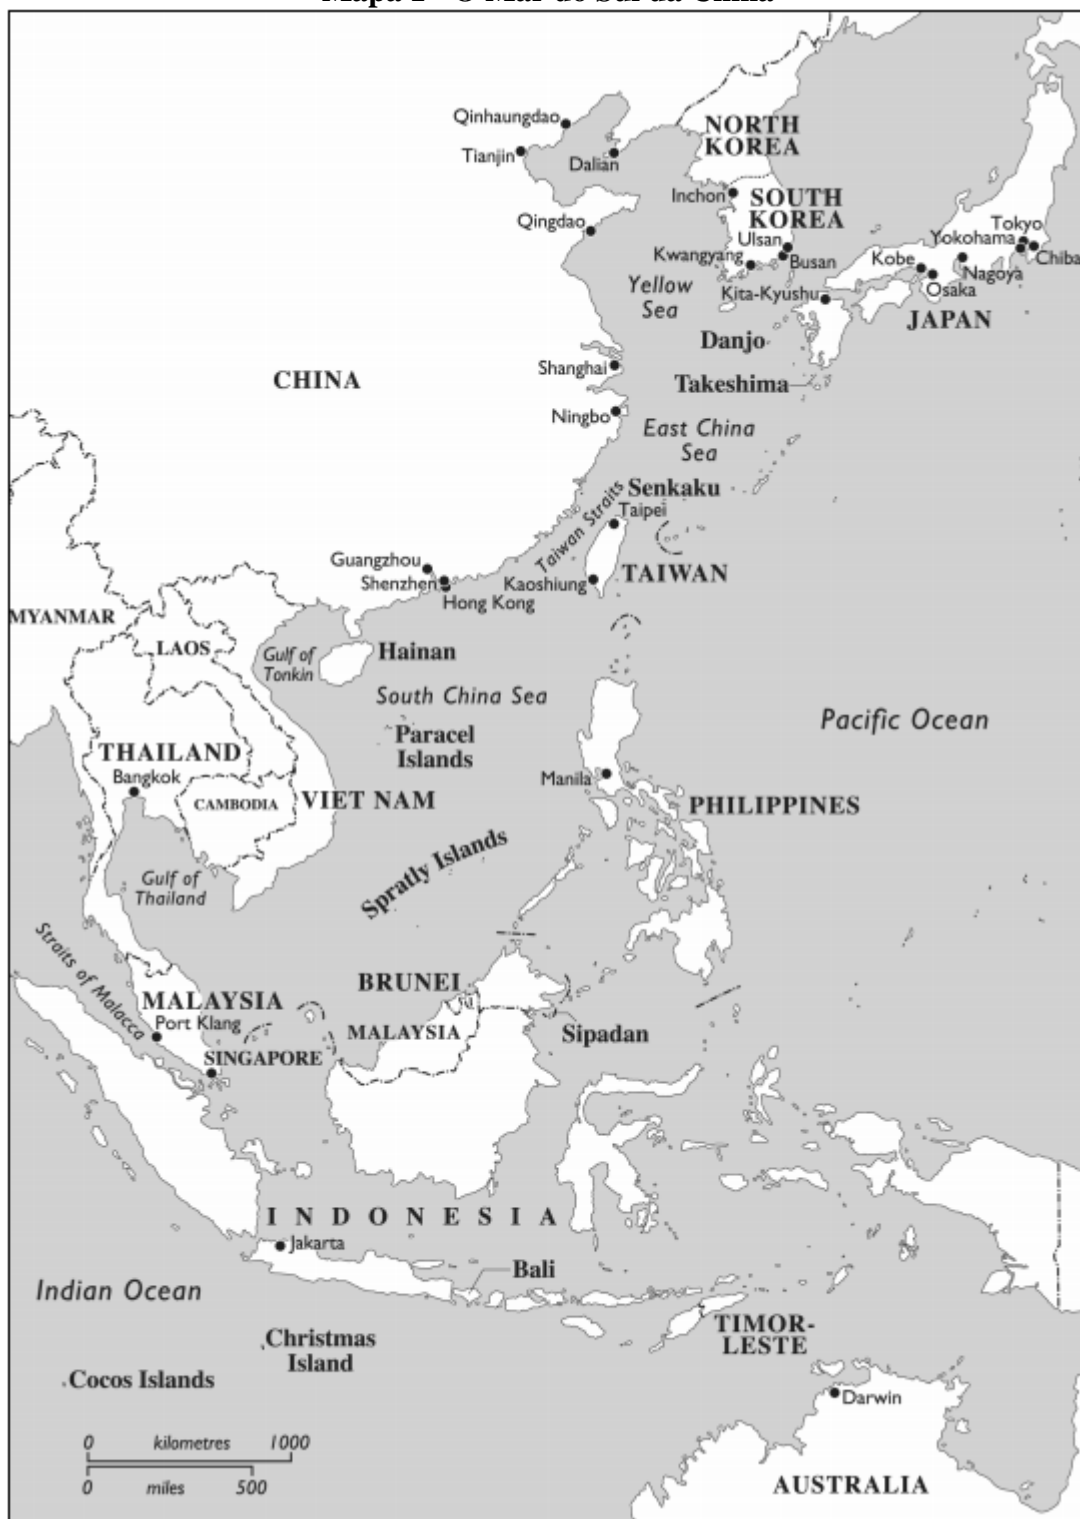 Mapa 1 - O Mar do Sul da China
Qinhaungdao
Tianjin
Dalian
NORTH
KOREA
Inchon
SOUTH
KOREA
Qingdao
Ulsan
Kwangyang
Busan
Tokyo
Yokohama
Chiba
Kobe
Nagoya
Osaka
Yellow
Sea
Kita-Kyushu
JAPAN
Danjo
Shanghai
Takeshima
CHINA
Ningbo
East China
Sea
Senkaku
Taiwan Straits
Taipei
Guangzhou
Shenzhen
Hong Kong
Kaoshiung
TAIWAN
MYANMAR
LAOS
Gulf of
Tonkin
Hainan
South China Sea
Pacific Ocean
Paracel
Islands
THAILAND
Bangkok
Manila
CAMBODIA
VIET NAM
PHILIPPINES
Spratly Islands
Gulf of
Thailand
Straits of Malacca
BRUNEI
MALAYSIA
Port Klang
MALAYSIA
Sipadan
SINGAPORE
INDONESIA
Jakarta
Bali
Indian Ocean
Christmas
Island
TIMOR-
LESTE
Cocos Islands
Darwin
0 kilometres 1000
0 miles 500
AUSTRALIA